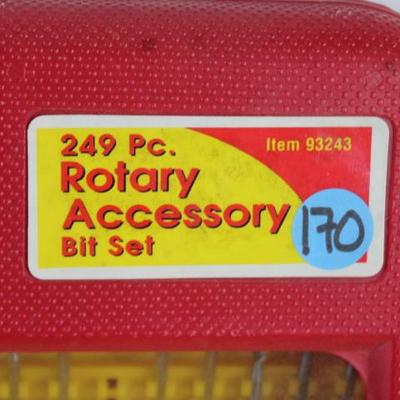 249 Pc.
Item 93243
Rotary
Accessory
Bit Set
170